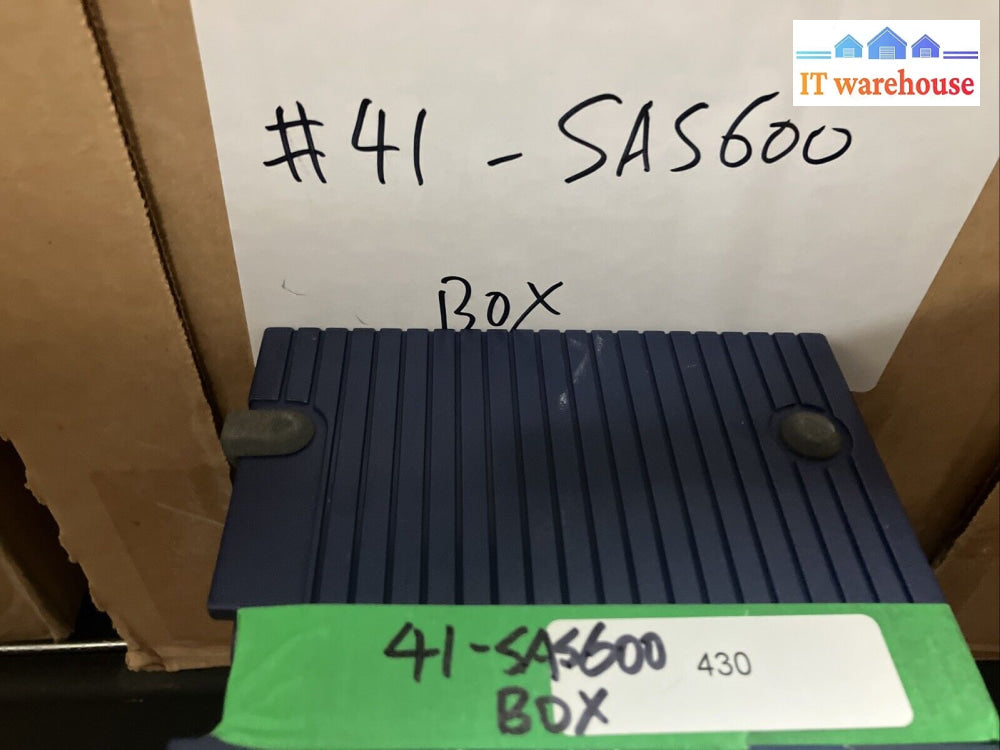 IT warehouse
#41 - SAS600
BOX
41-SAS600
430
BOX